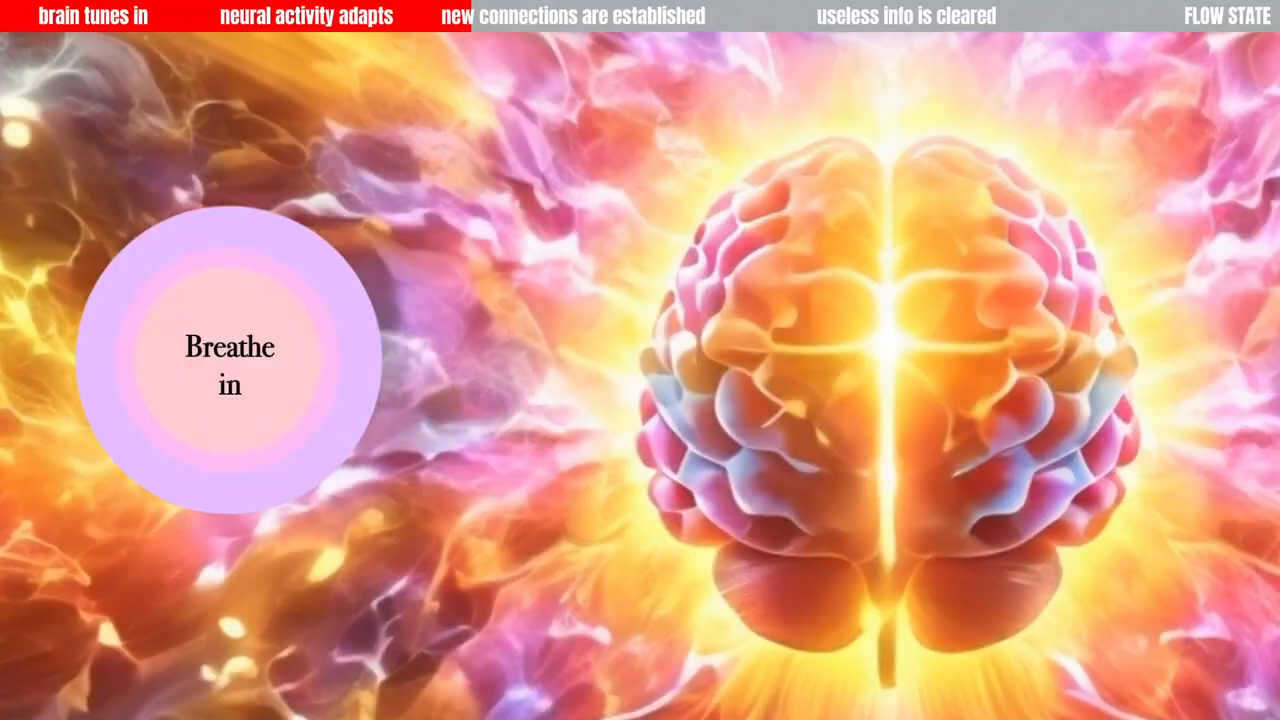 brain tunes in neural activity adapts new connections are established useless info is cleared FLOW STATE
Breathe
in